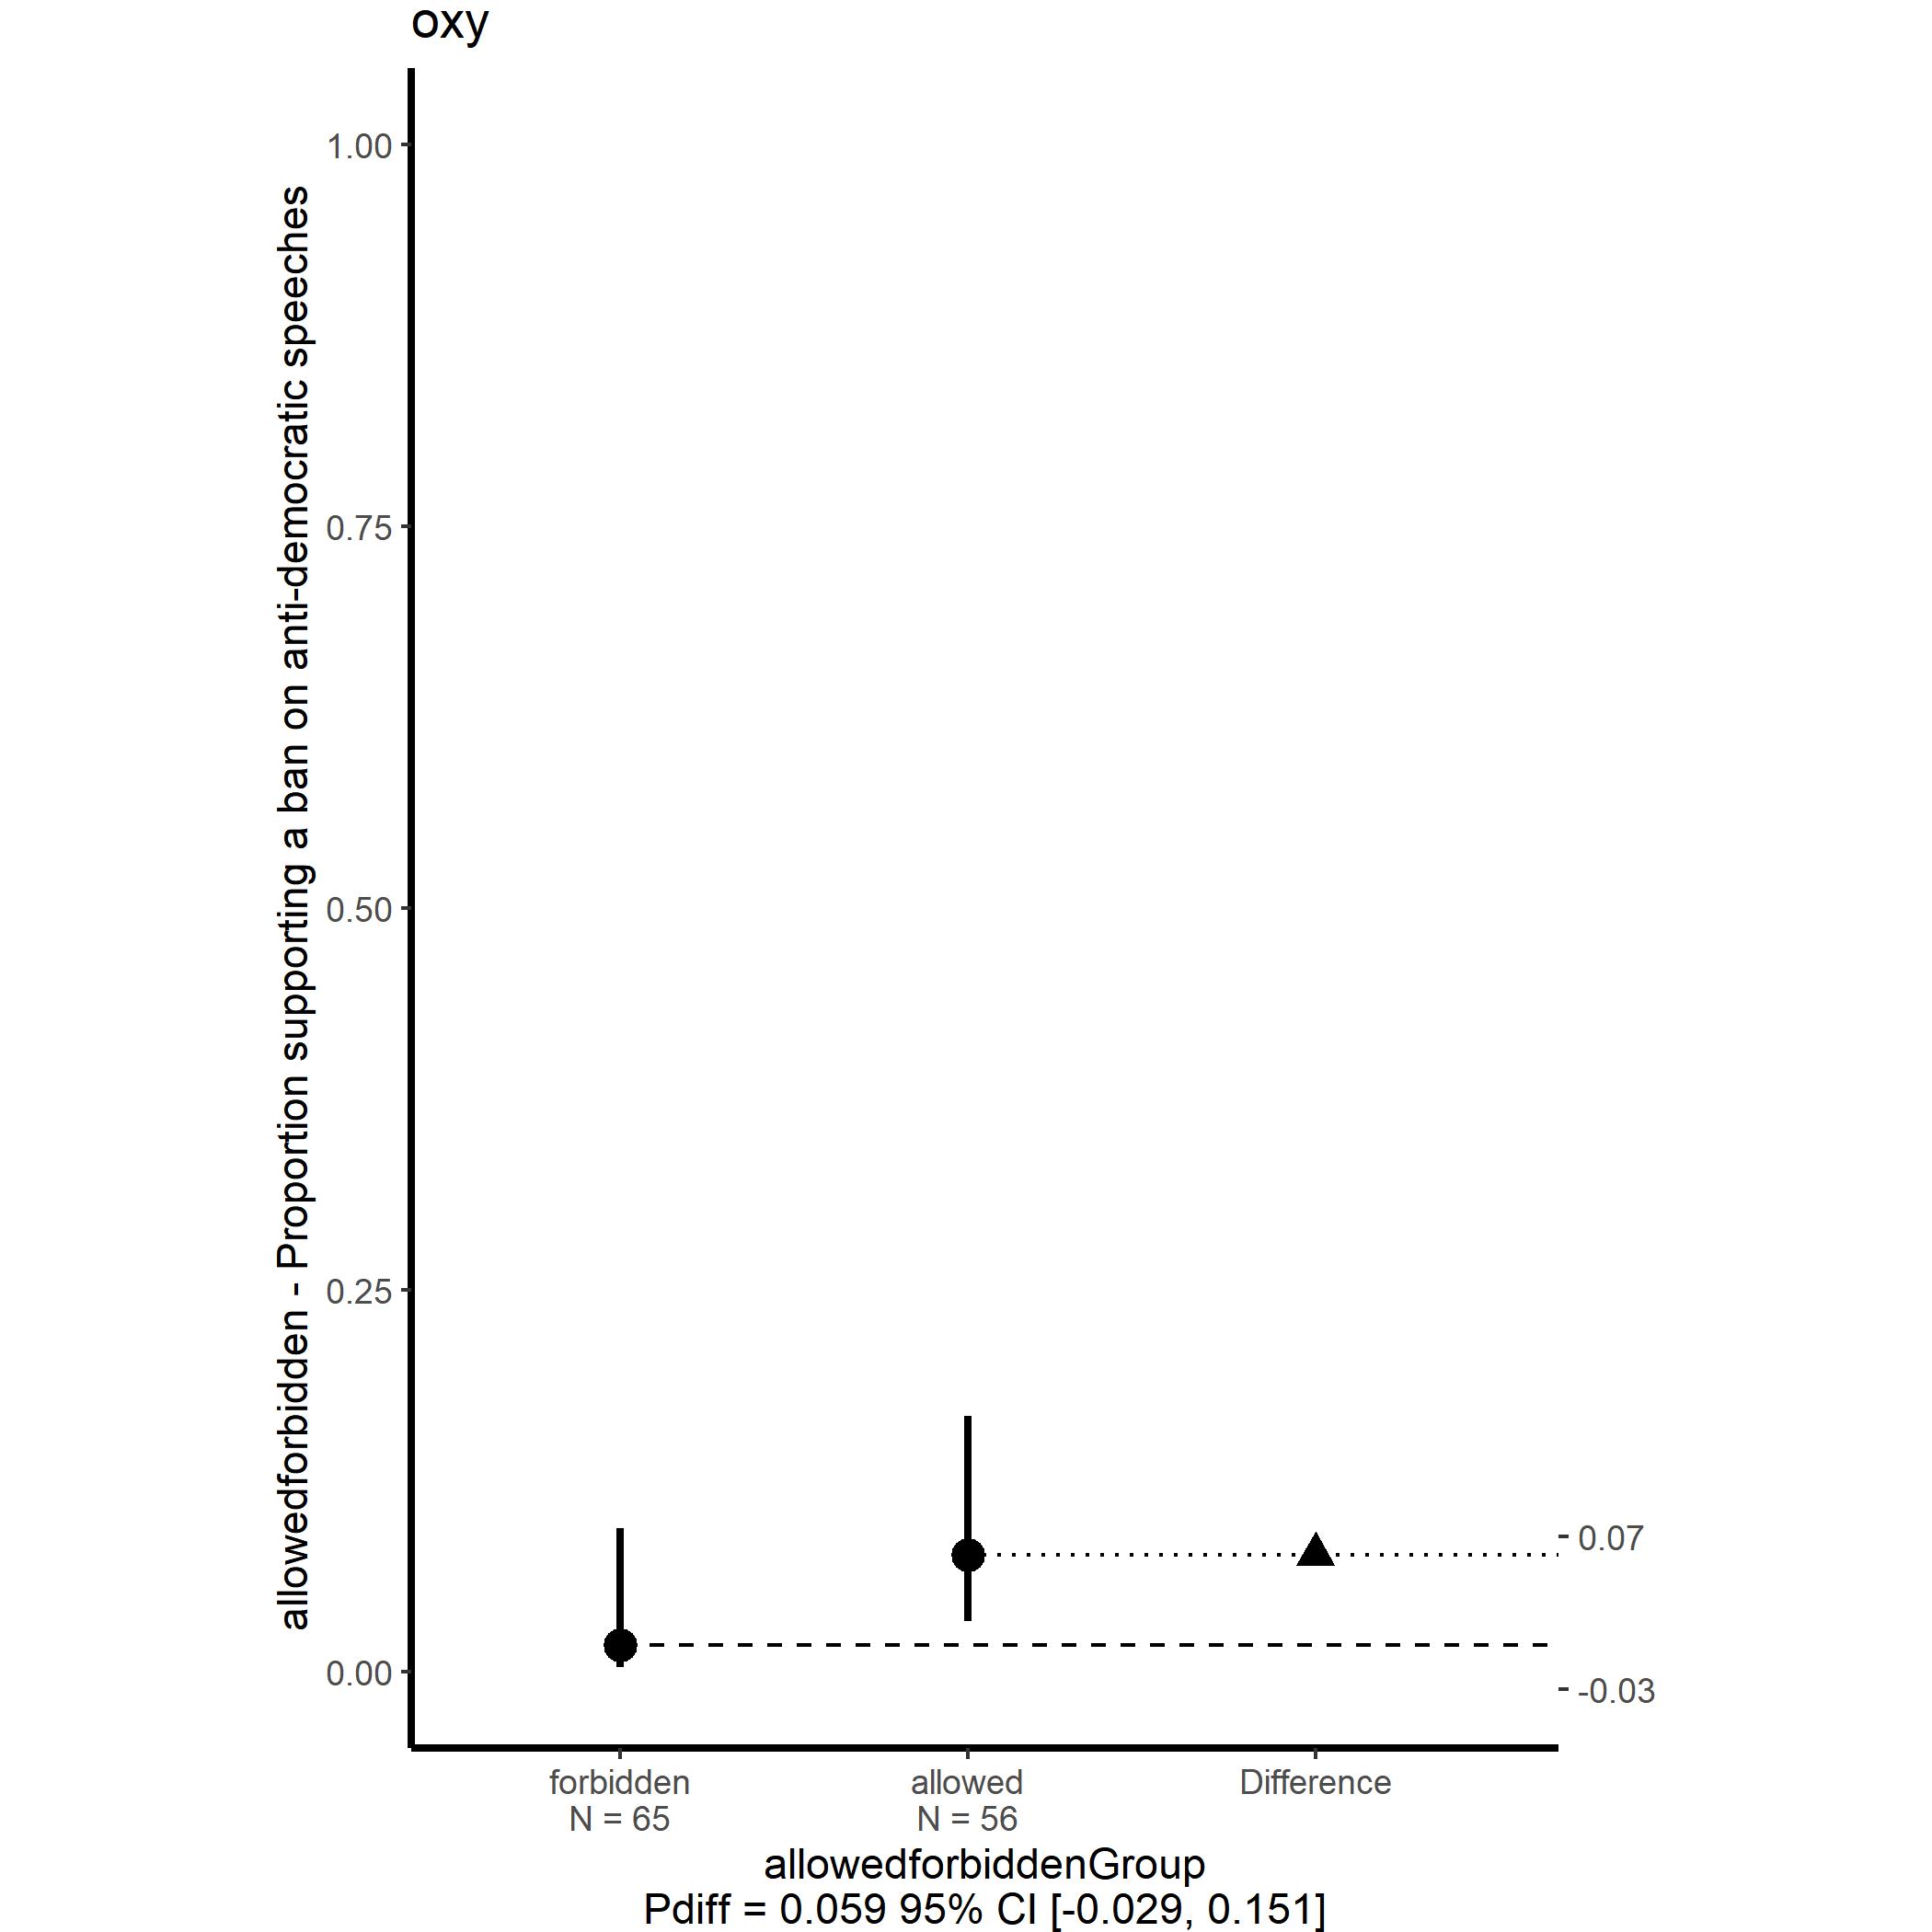 oxy
allowedforbidden - Proportion supporting a ban on anti-democratic speeches
1.00
0.75
0.50
0.25
0.00
0.07
-0.03
forbidden
N = 65
allowed
N = 56
Difference
allowedforbiddenGroup
Pdiff = 0.059 95% CI [-0.029, 0.151]